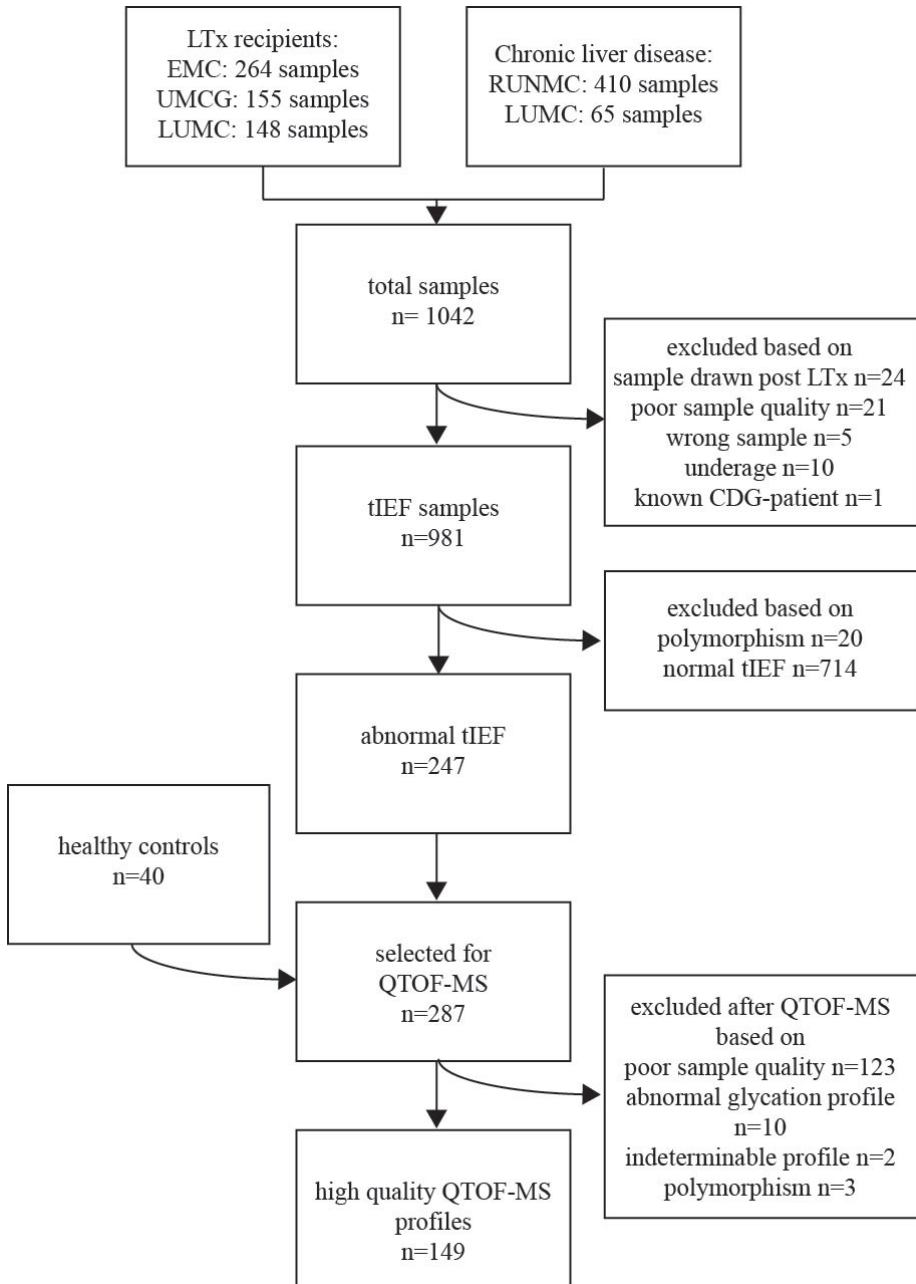 LTx recipients:
EMC: 264 samples
UMCG: 155 samples
LUMC: 148 samples
Chronic liver disease:
RUNMC: 410 samples
LUMC: 65 samples
total samples
n= 1042
excluded based on
sample drawn post LTx n=24
poor sample quality n=21
wrong sample n=5
underage n=10
known CDG-patient n=1
tIEF samples
n=981
excluded based on
polymorphism n=20
normal tIEF n=714
abnormal tIEF
n=247
healthy controls
n=40
selected for
QTOF-MS
n=287
excluded after QTOF-MS
based on
poor sample quality n=123
abnormal glycation profile
n=10
indeterminable profile n=2
polymorphism n=3
high quality QTOF-MS
profiles
n=149